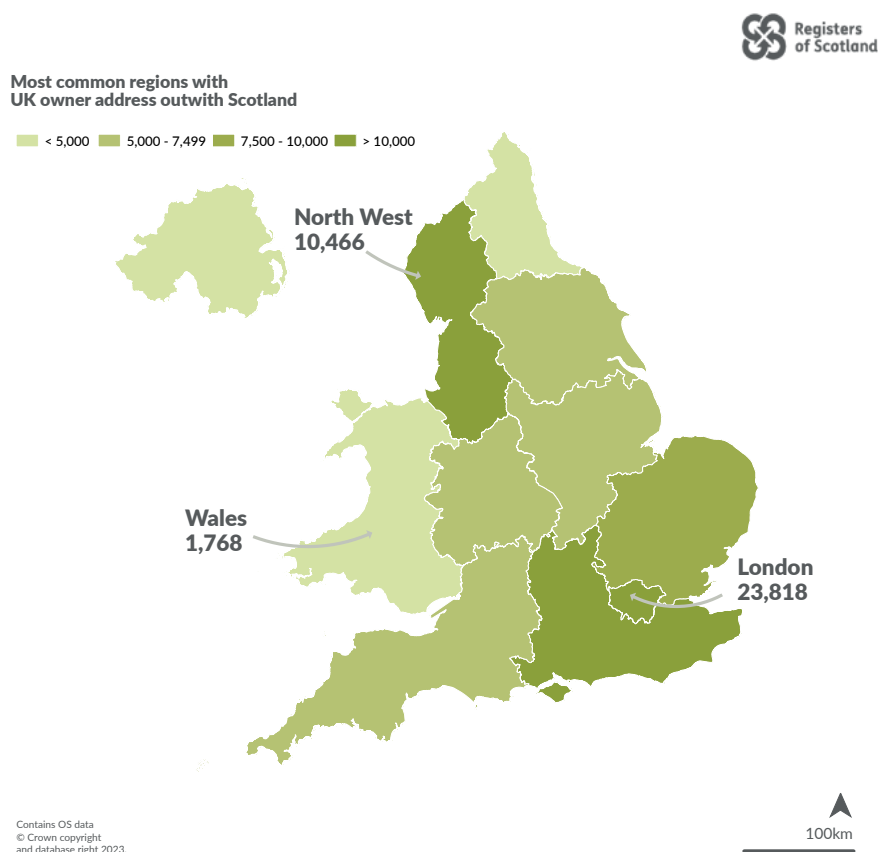 Registers
of Scotland
Most common regions with
UK owner address outwith Scotland
< 5,000 5,000 - 7,499 7,500 - 10,000 > 10,000
North West
10,466
Wales
1,768
London
23,818
100km
Contains OS data
© Crown copyright
and database right 2023